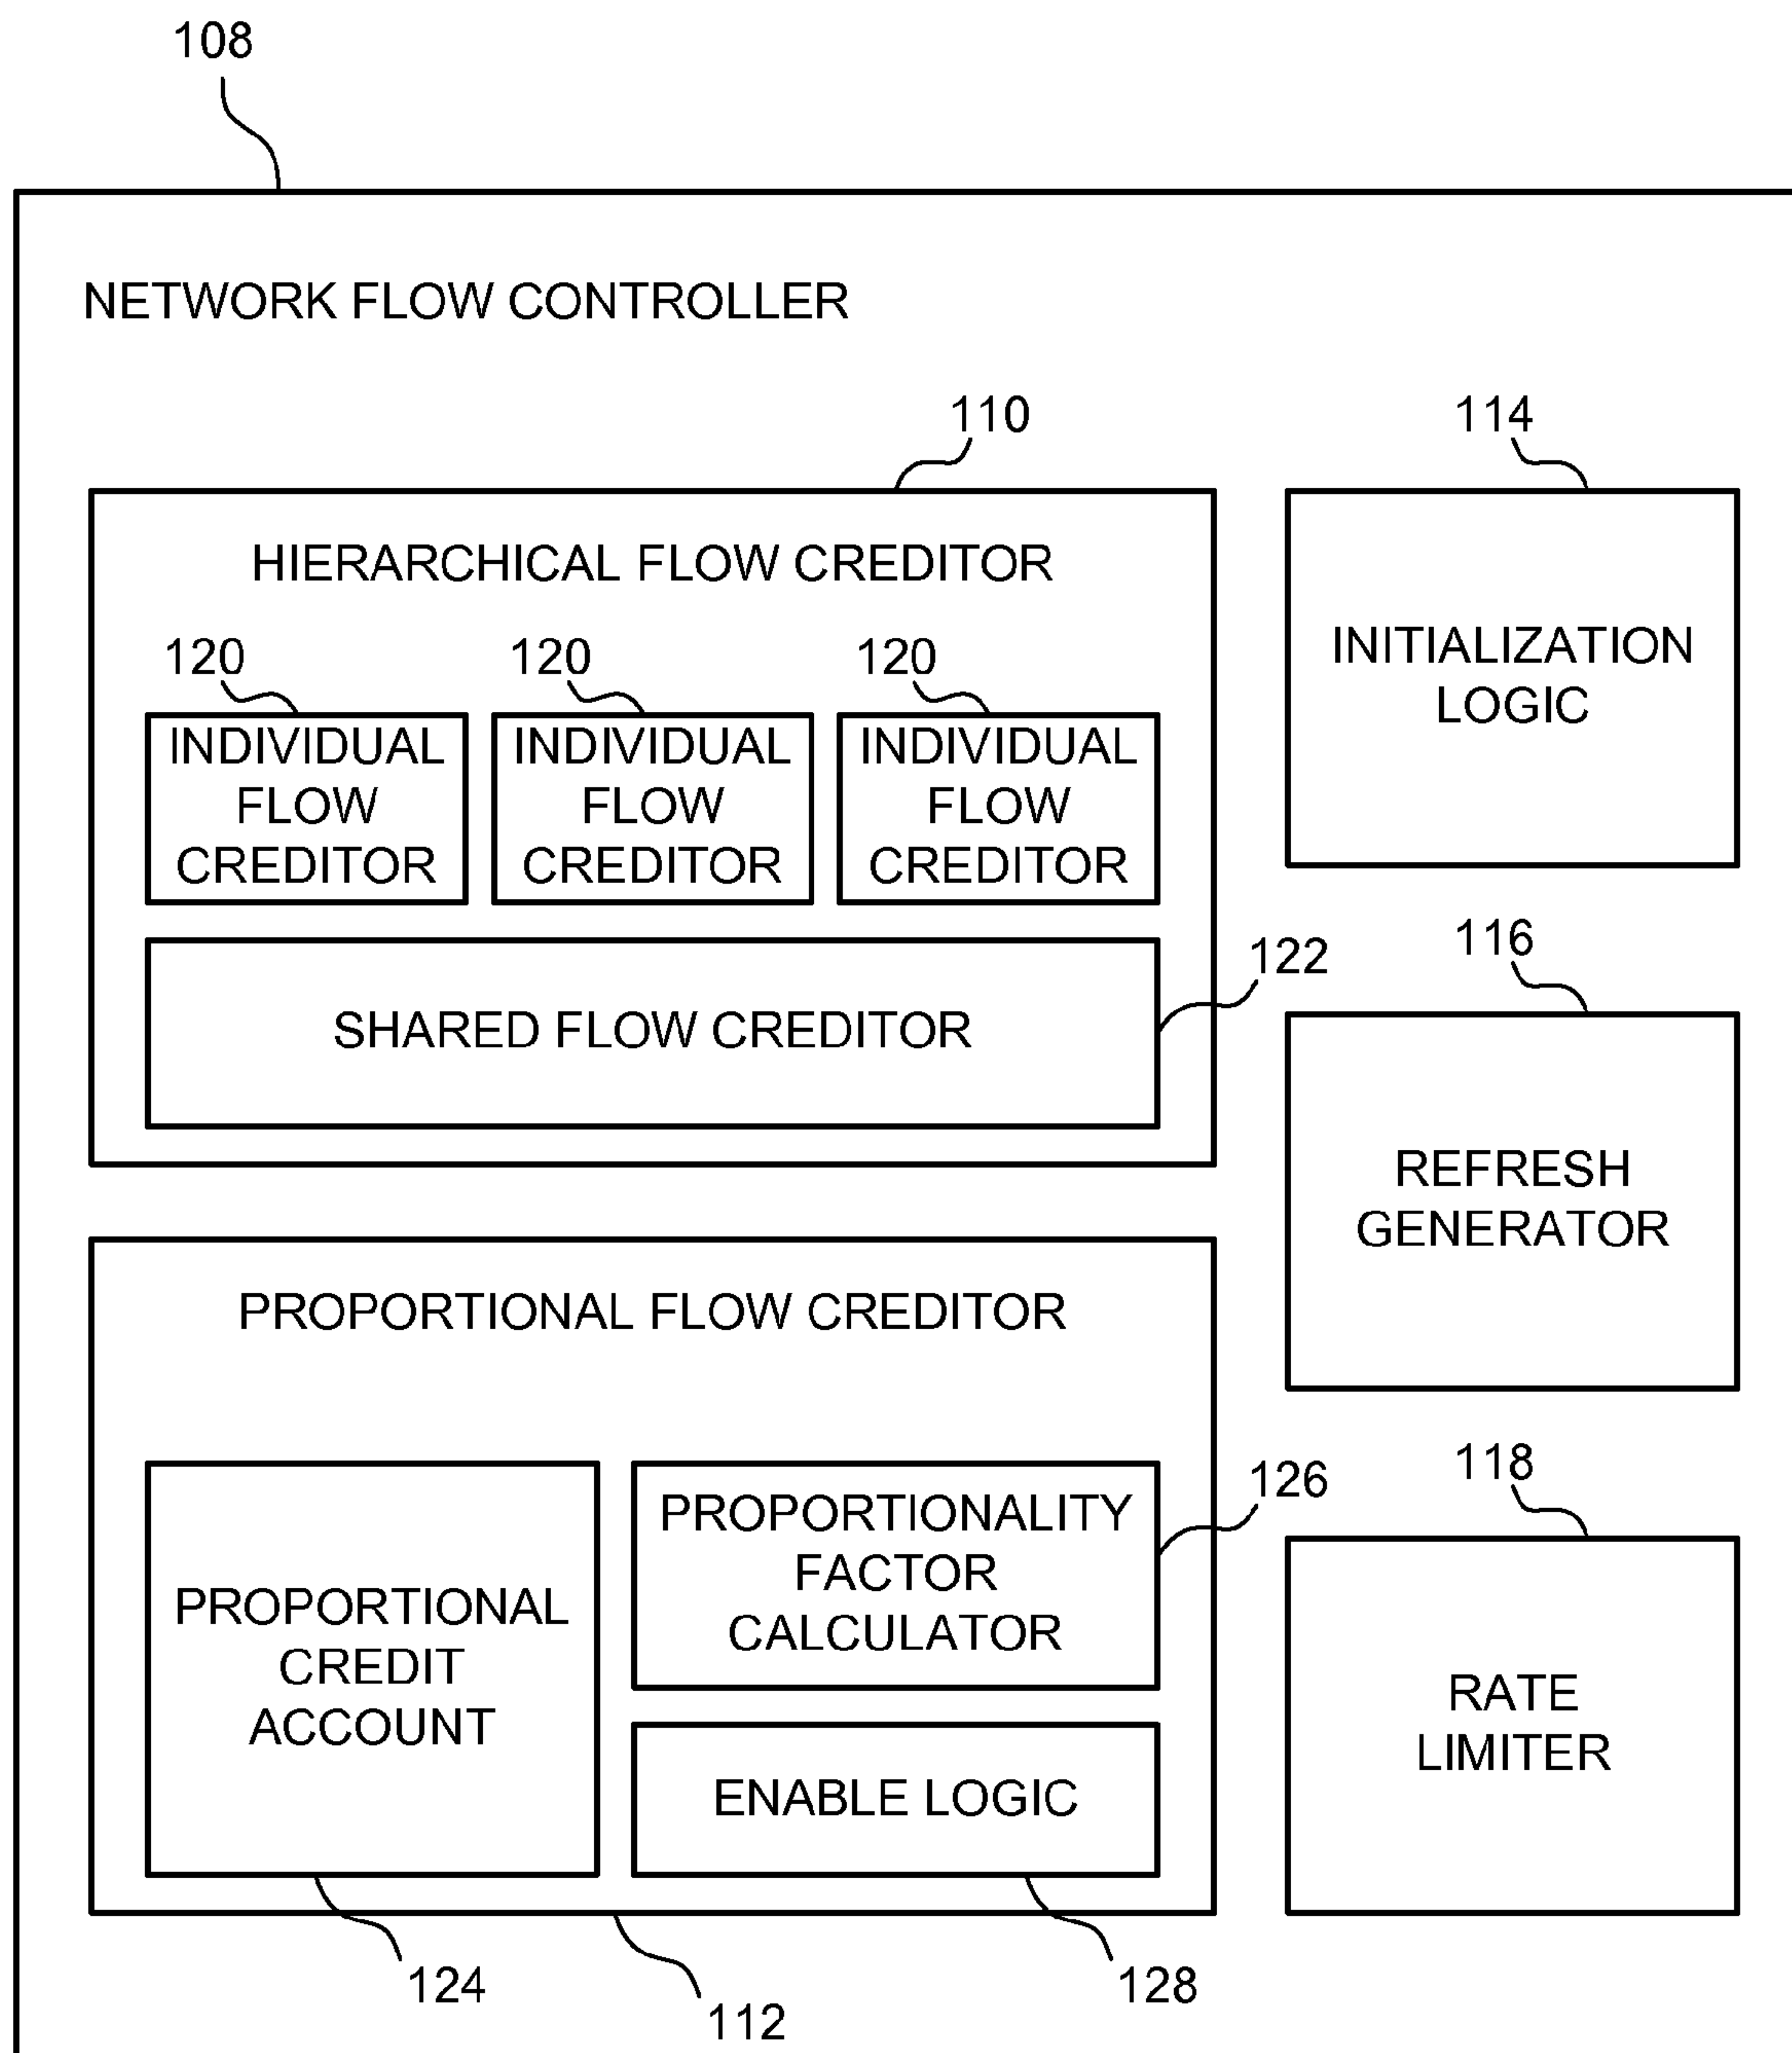 108
NETWORK FLOW CONTROLLER
110
114
HIERARCHICAL FLOW CREDITOR
120
120
120
INDIVIDUAL
FLOW
CREDITOR
INDIVIDUAL
FLOW
CREDITOR
INDIVIDUAL
FLOW
CREDITOR
INITIALIZATION
LOGIC
122
SHARED FLOW CREDITOR
116
REFRESH
GENERATOR
PROPORTIONAL FLOW CREDITOR
126
PROPORTIONAL
CREDIT
ACCOUNT
PROPORTIONALITY
FACTOR
CALCULATOR
ENABLE LOGIC
118
RATE
LIMITER
124
112
128